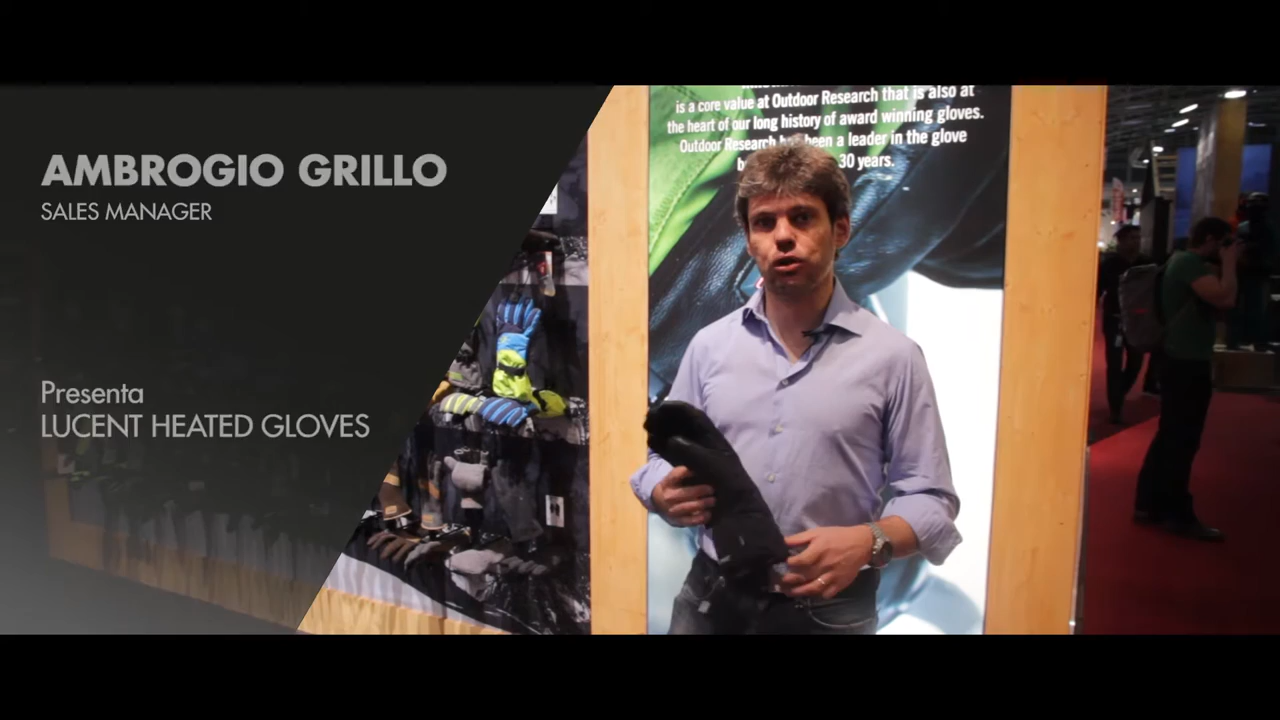 AMBROGIO GRILLO
SALES MANAGER
Presenta
LUCENT HEATED GLOVES
is a core value at Outdoor Research that is also at
the heart of our long history of award winning gloves.
Outdoor Research been a leader in the glove
30 years.